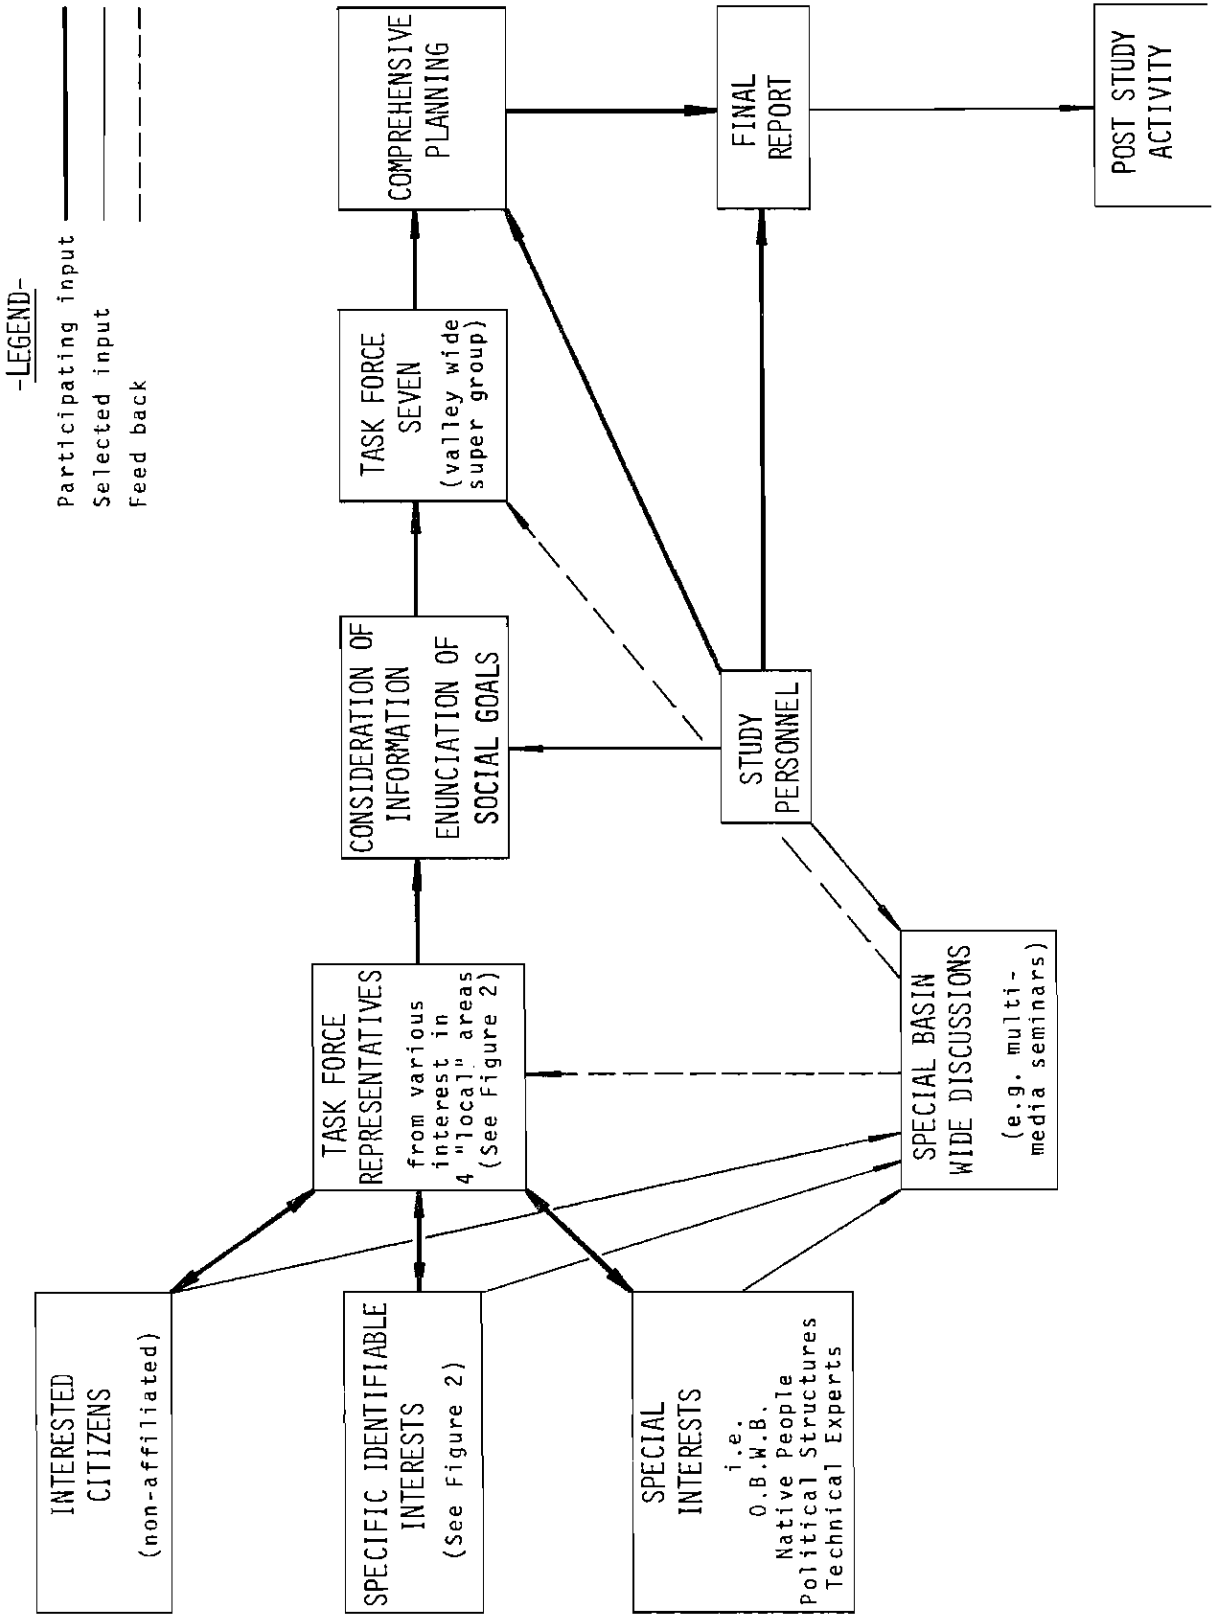 -LEGEND-
Participating input
Selected input
Feed back
INTERESTED
CITIZENS
(non-affiliated)
SPECIFIC IDENTIFIABLE
INTERESTS
(See Figure 2)
SPECIAL
INTERESTS
i.e.
O.B.W.B.
Native People
Political Structures
Technical Experts
TASK FORCE
REPRESENTATIVES
from various
interest in
4 "local" areas
(See Figure 2)
CONSIDERATION OF
INFORMATION
ENUNCIATION OF
SOCIAL GOALS
TASK FORCE
SEVEN
(valley wide
super group)
COMPREHENSIVE
PLANNING
STUDY
PERSONNEL
FINAL
REPORT
SPECIAL BASIN
WIDE DISCUSSIONS
(e.g. multi-
media seminars)
POST STUDY
ACTIVITY